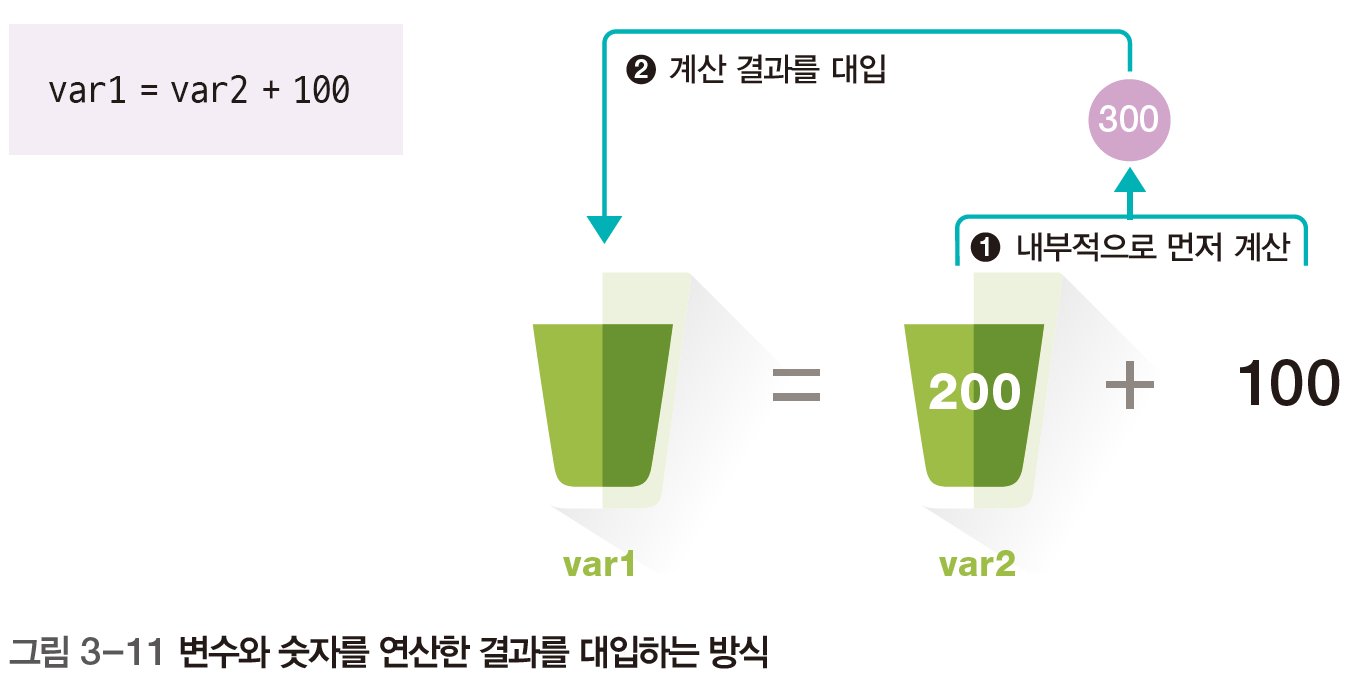 var1 = var2 + 100
❷ 계산 결과를 대입
300
❶ 내부적으로 먼저 계산
=
200
+
100
var1
var2
그림 3-11 변수와 숫자를 연산한 결과를 대입하는 방식